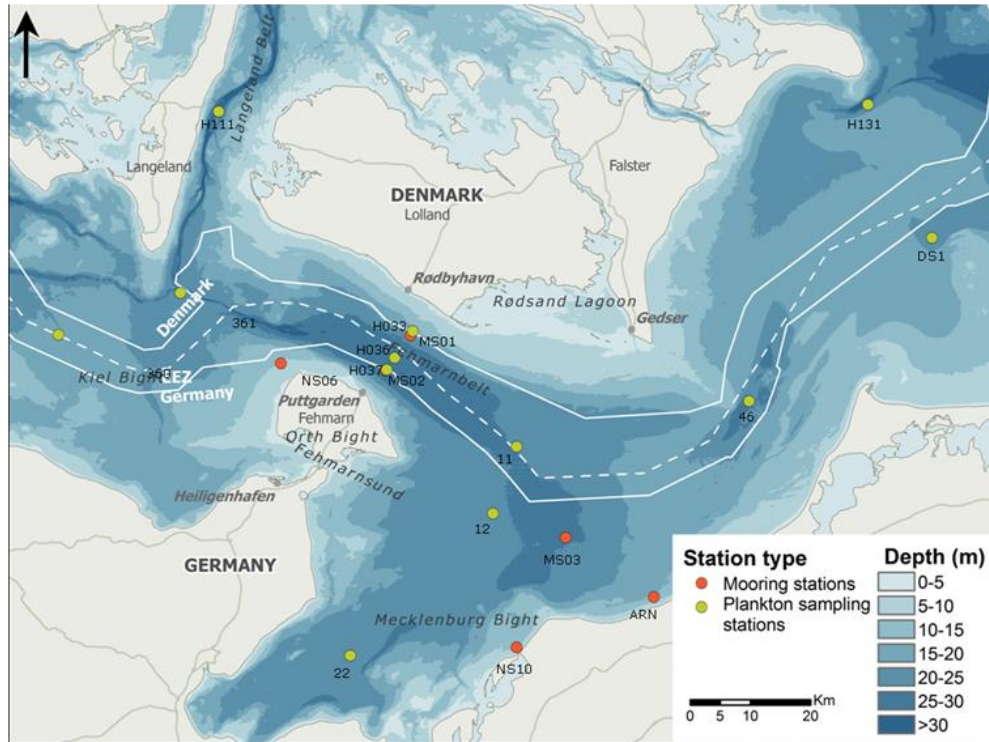 Langeland Belt
H111
H131
Langeland
DENMARK
Lolland
Falster
DS1
Rødbyhavn
Rødsand Lagoon
Gedser
Denmark
361
H033
MS01
H036
Fehmarnbelt
H037
MS02
Kiel Bight
360
EEZ
Germany
NS06
Puttgarden
Fehmarn
Orth Bight
Fehmarnsund
46
11
Heiligenhafen
12
MS03
GERMANY
Mecklenburg Bight
ARN
NS10
22
Station type
Mooring stations
Plankton sampling
stations
Depth (m)
0-5
5-10
10-15
15-20
20-25
25-30
>30
Km
0 5 10 20